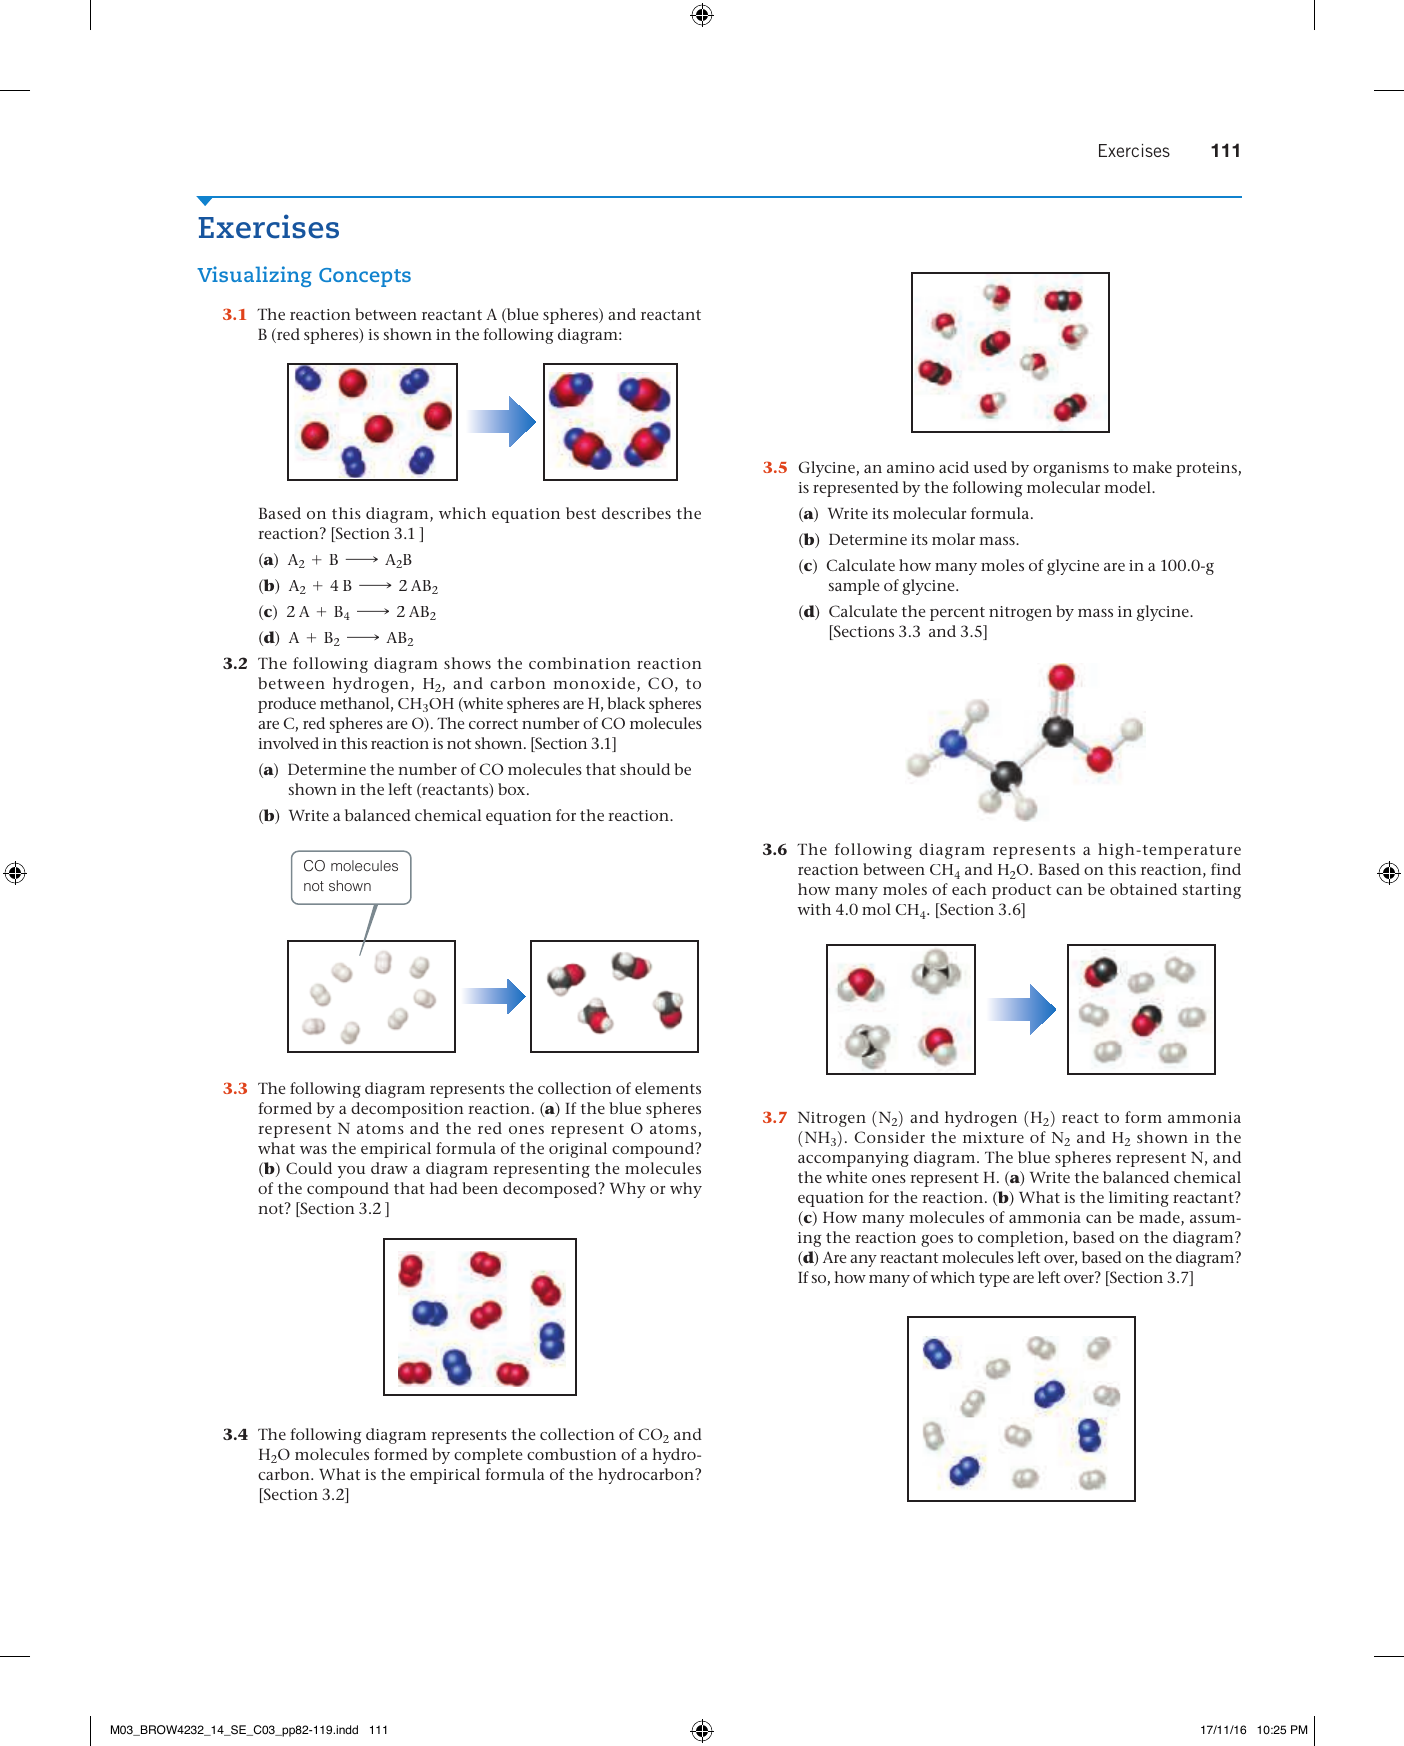 Exercises 111
Exercises
Visualizing Concepts
3.1 The reaction between reactant A (blue spheres) and reactant
B (red spheres) is shown in the following diagram:
Based on this diagram, which equation best describes the
reaction? [Section 3.1 ]
(a) A₂ + B ⟶ A₂B
(b) A₂ + 4 B ⟶ 2 AB₂
(c) 2 A + B₄ ⟶ 2 AB₂
(d) A + B₂ ⟶ AB₂
3.2 The following diagram shows the combination reaction
between hydrogen, H₂, and carbon monoxide, CO, to
produce methanol, CH₃OH (white spheres are H, black spheres
are C, red spheres are O). The correct number of CO molecules
involved in this reaction is not shown. [Section 3.1]
(a) Determine the number of CO molecules that should be
shown in the left (reactants) box.
(b) Write a balanced chemical equation for the reaction.
CO molecules
not shown
3.3 The following diagram represents the collection of elements
formed by a decomposition reaction. (a) If the blue spheres
represent N atoms and the red ones represent O atoms,
what was the empirical formula of the original compound?
(b) Could you draw a diagram representing the molecules
of the compound that had been decomposed? Why or why
not? [Section 3.2 ]
3.4 The following diagram represents the collection of CO₂ and
H₂O molecules formed by complete combustion of a hydro-
carbon. What is the empirical formula of the hydrocarbon?
[Section 3.2]
3.5 Glycine, an amino acid used by organisms to make proteins,
is represented by the following molecular model.
(a) Write its molecular formula.
(b) Determine its molar mass.
(c) Calculate how many moles of glycine are in a 100.0-g
sample of glycine.
(d) Calculate the percent nitrogen by mass in glycine.
[Sections 3.3 and 3.5]
3.6 The following diagram represents a high-temperature
reaction between CH₄ and H₂O. Based on this reaction, find
how many moles of each product can be obtained starting
with 4.0 mol CH₄. [Section 3.6]
3.7 Nitrogen (N₂) and hydrogen (H₂) react to form ammonia
(NH₃). Consider the mixture of N₂ and H₂ shown in the
accompanying diagram. The blue spheres represent N, and
the white ones represent H. (a) Write the balanced chemical
equation for the reaction. (b) What is the limiting reactant?
(c) How many molecules of ammonia can be made, assum-
ing the reaction goes to completion, based on the diagram?
(d) Are any reactant molecules left over, based on the diagram?
If so, how many of which type are left over? [Section 3.7]
M03_BROW4232_14_SE_C03_pp82-119.indd 111 17/11/16 10:25 PM